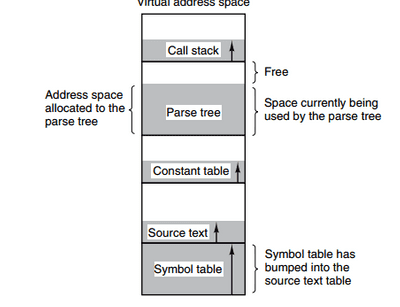 Virtual address space
Call stack
Free
Address space
allocated to the
parse tree
Parse tree
Space currently being
used by the parse tree
Constant table
Source text
Symbol table
Symbol table has
bumped into the
source text table